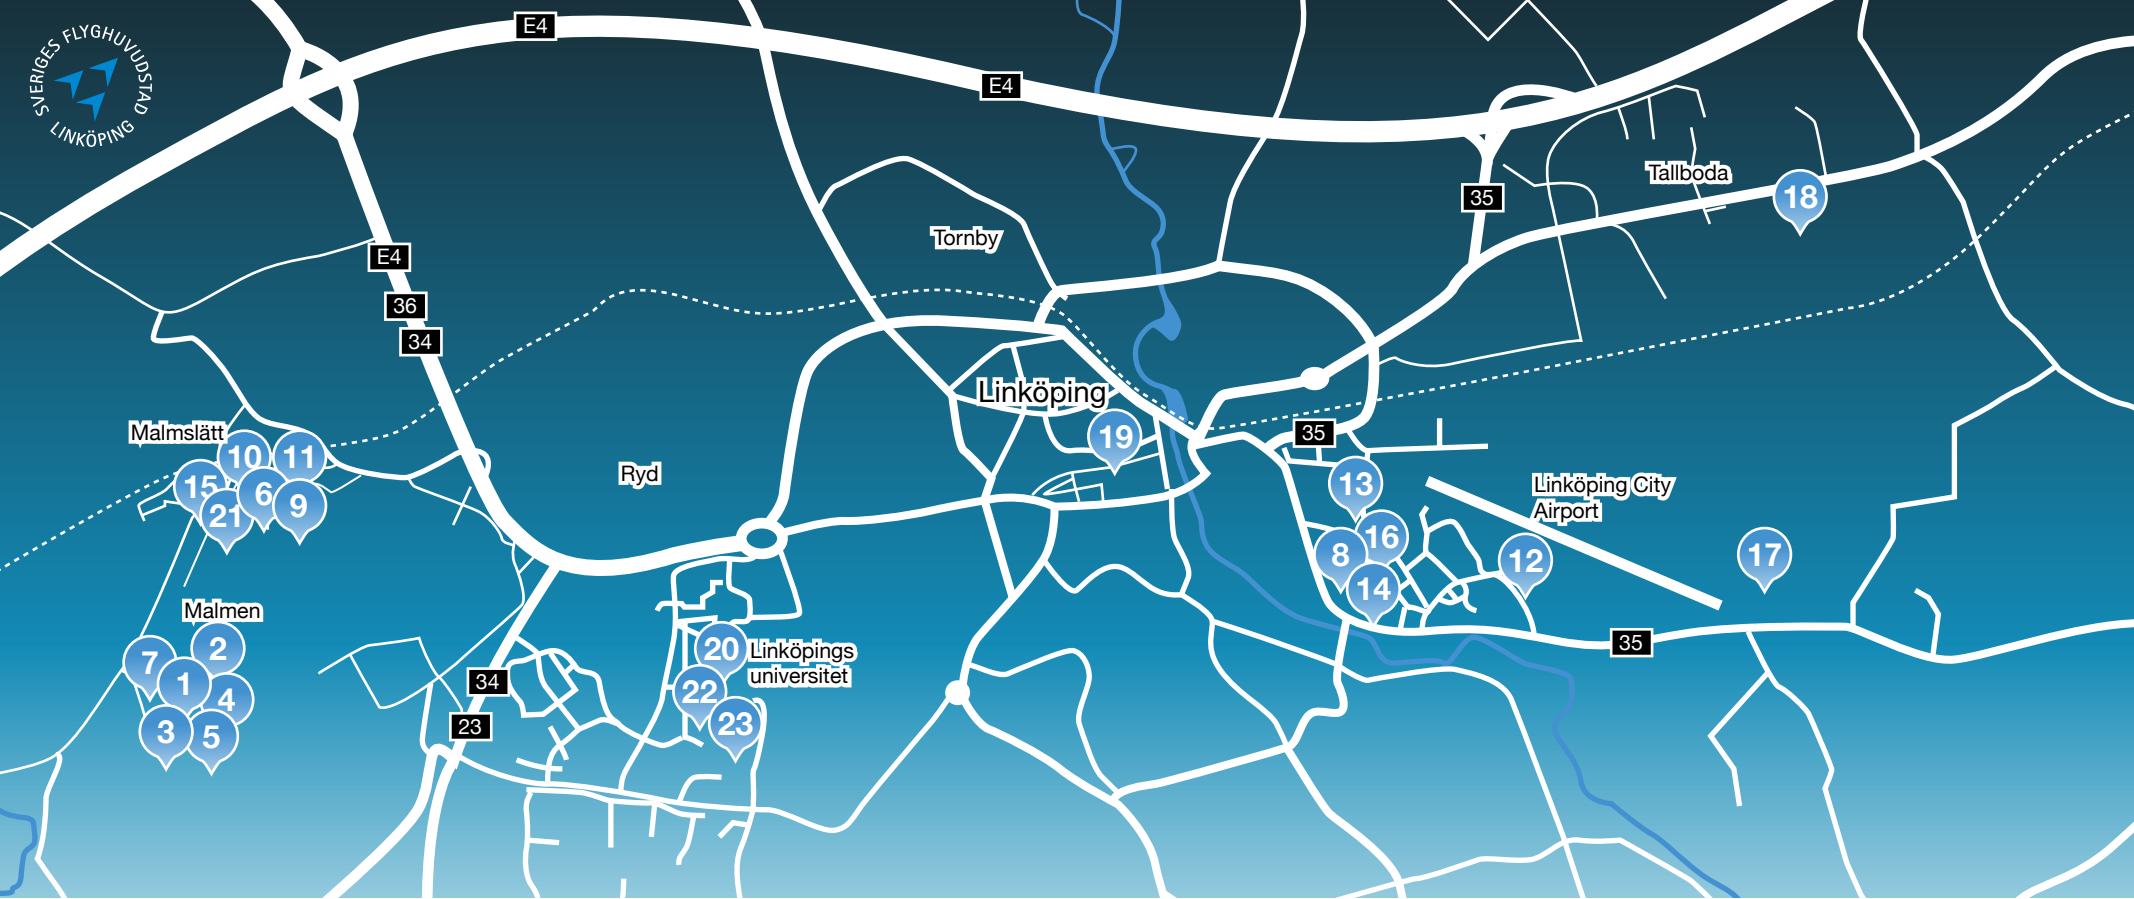 SVERIGES FLYGHUVUDSTAD
LINKÖPING
E4
E4
Tallboda
18
35
Tornby
E4
36
34
Linköping
19
Malmslätt
10
11
15
6
9
21
Ryd
35
13
Linköping City
Airport
16
8
12
17
14
Malmen
7
2
1
4
3
5
20
Linköpings
universitet
22
23
34
23
35